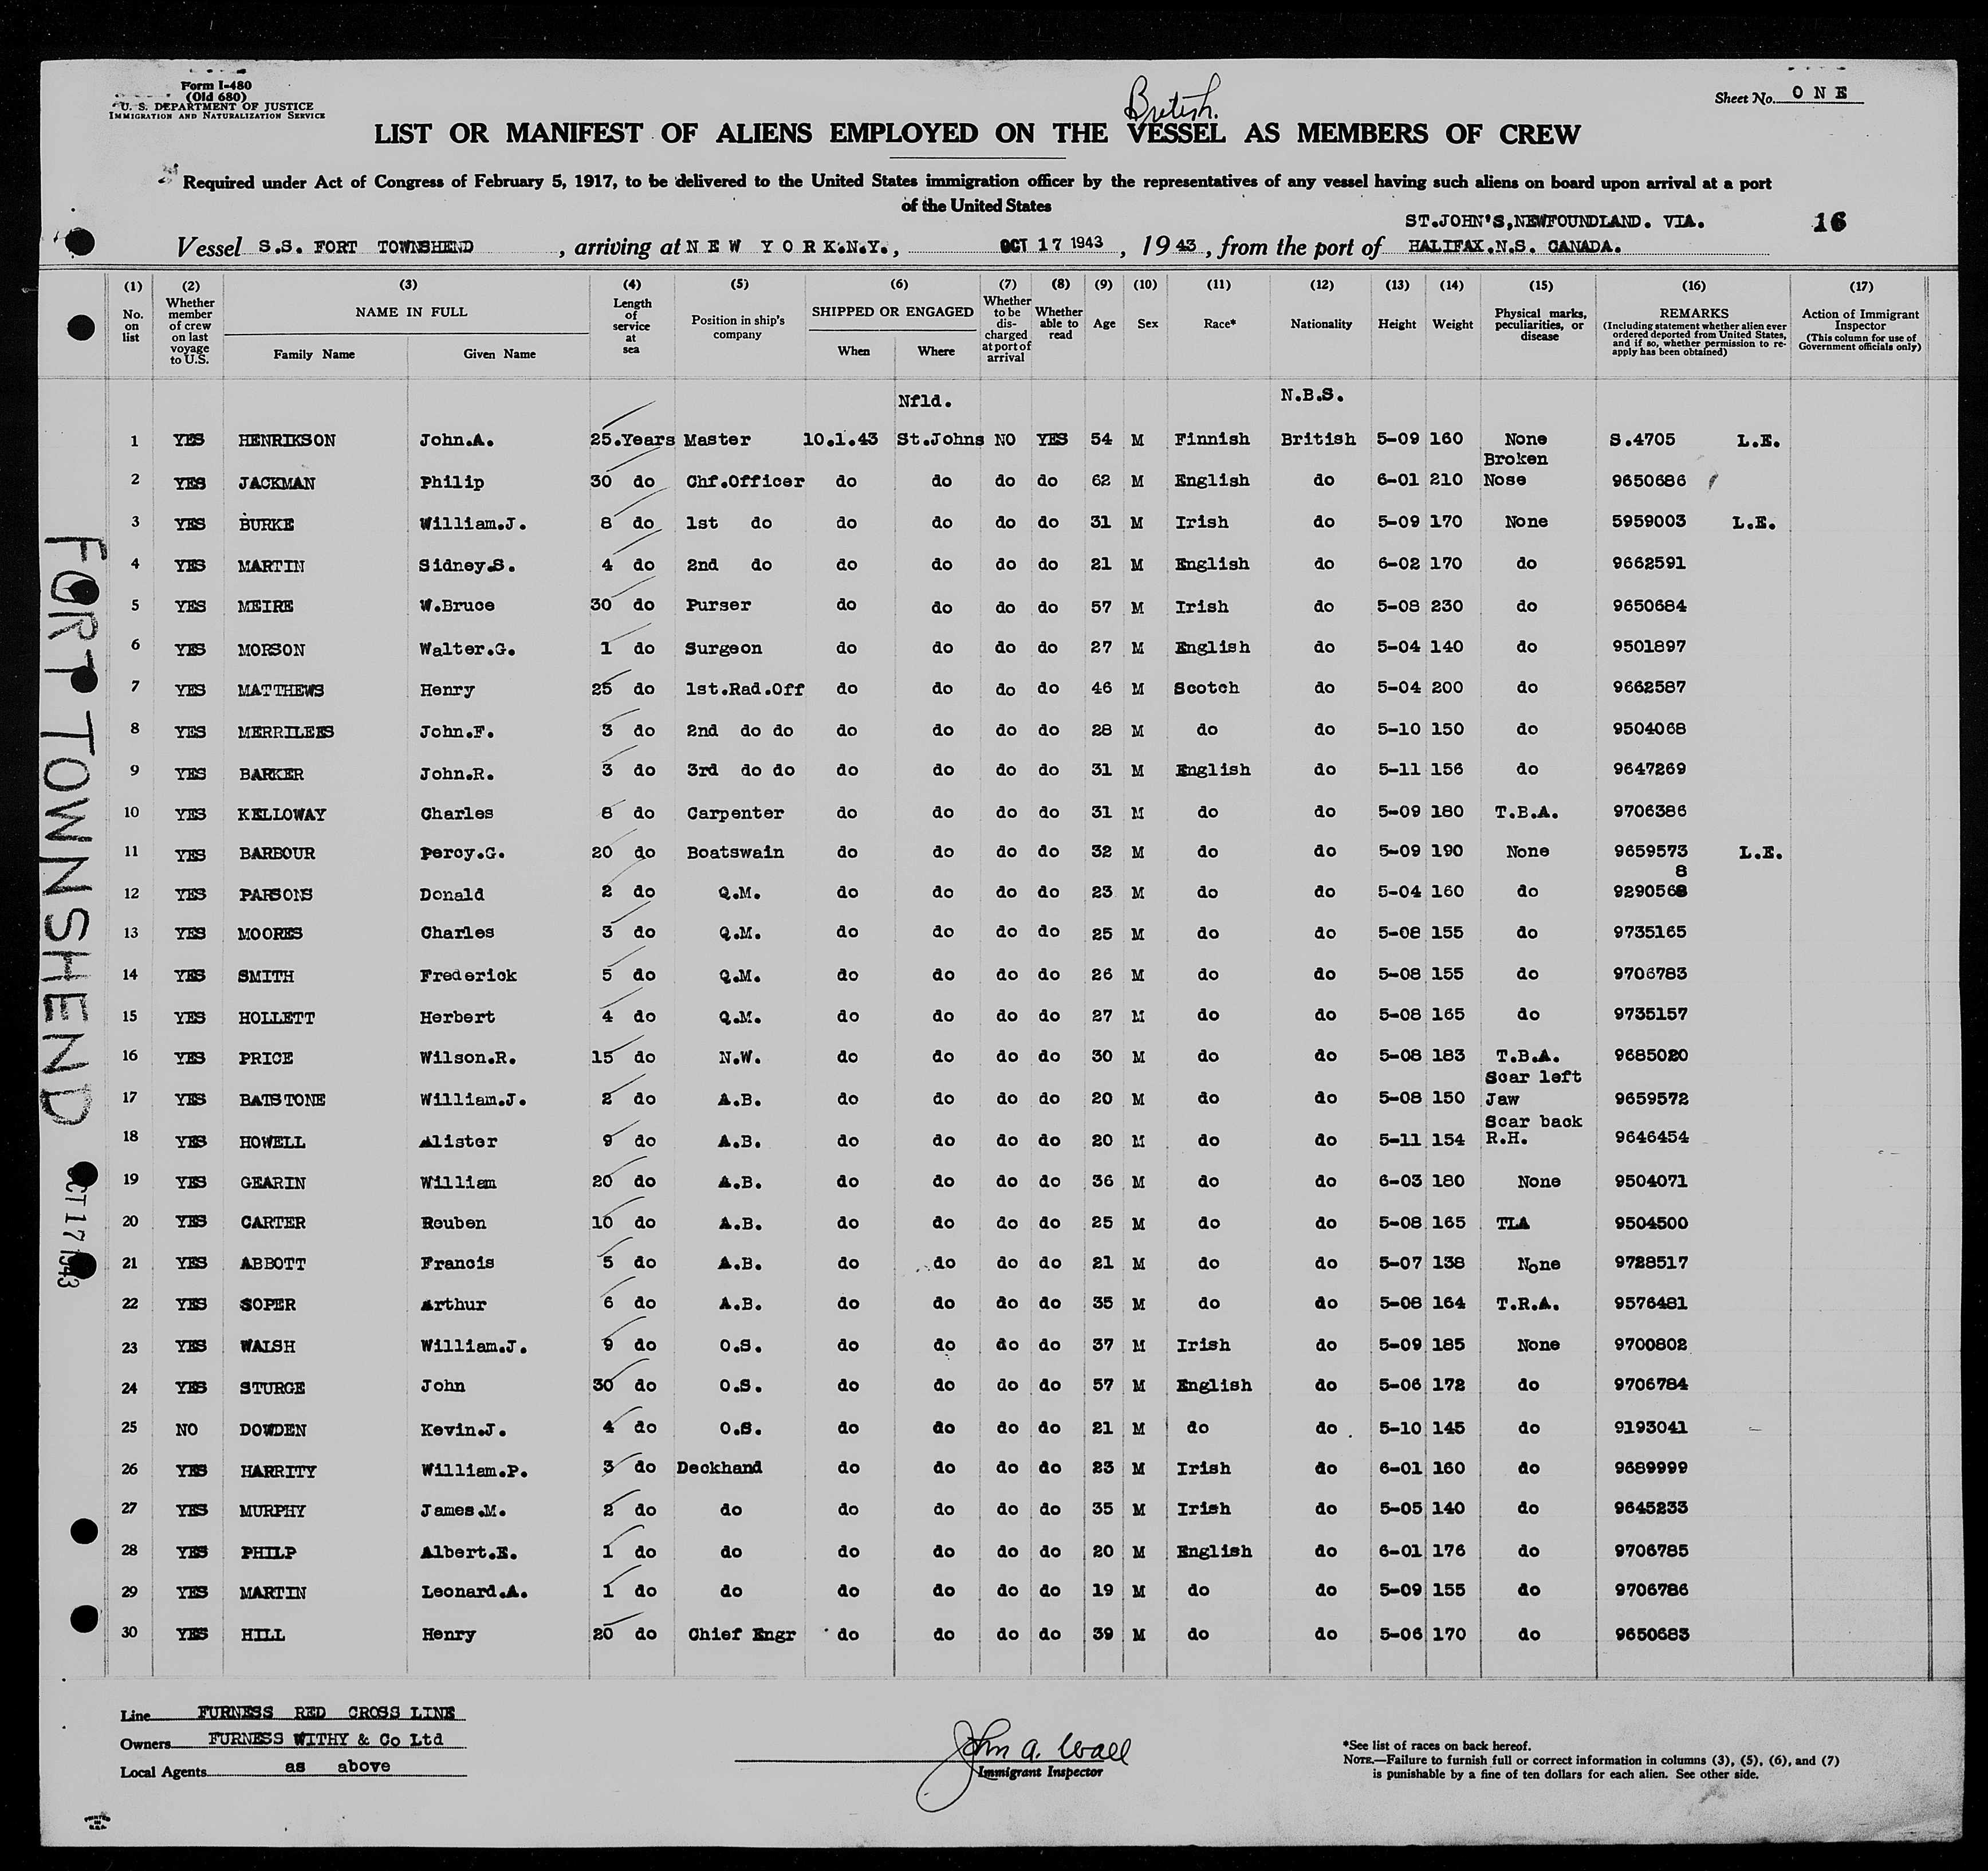 Form I-480
(Old 680)
U. S. DEPARTMENT OF JUSTICE
IMMIGRATION AND NATURALIZATION SERVICE
British.
Sheet No. O N E
LIST OR MANIFEST OF ALIENS EMPLOYED ON THE VESSEL AS MEMBERS OF CREW
Required under Act of Congress of February 5, 1917, to be delivered to the United States immigration officer by the representatives of any vessel having such aliens on board upon arrival at a port
of the United States
ST.JOHN'S,NEWFOUNDLAND. VIA. 16
Vessel S.S. FORT TOWNSHEND, arriving at N E W Y O R K.N.Y., OCT 17 1943, 1943, from the port of HALIFAX.N.S. CANADA.
(1) No. on list (2) Whether member of crew on last voyage to U.S. (3) NAME IN FULL Family Name Given Name (4) Length of service at sea (5) Position in ship's company (6) SHIPPED OR ENGAGED When Where (7) Whether to be discharged at port of arrival (8) Whether able to read (9) Age (10) Sex (11) Race* (12) Nationality (13) Height (14) Weight (15) Physical marks, peculiarities, or disease (16) REMARKS (Including statement whether alien ever ordered deported from United States, and if so, whether permission to reapply has been obtained) (17) Action of Immigrant Inspector (This column for use of Government officials only)
Nfld. N.B.S.
1 YES HENRIKSON John.A. 25.Years Master 10.1.43 St.Johns NO YES 54 M Finnish British 5-09 160 None S.4705 L.E.
2 YES JACKMAN Philip 30 do Chf.Officer do do do do 62 M English do 6-01 210 Broken Nose 9650686
3 YES BURKE William.J. 8 do 1st do do do do do 31 M Irish do 5-09 170 None 5959003 L.E.
4 YES MARTIN Sidney.S. 4 do 2nd do do do do do 21 M English do 6-02 170 do 9662591
5 YES MEIRE W.Bruce 30 do Purser do do do do 57 M Irish do 5-08 230 do 9650684
6 YES MORSON Walter.G. 1 do Surgeon do do do do 27 M English do 5-04 140 do 9501897
7 YES MATTHEWS Henry 25 do 1st.Rad.Off do do do do 46 M Scotch do 5-04 200 do 9662587
8 YES MERRILEES John.F. 3 do 2nd do do do do do do 28 M do do 5-10 150 do 9504068
9 YES BARKER John.R. 3 do 3rd do do do do do do 31 M English do 5-11 156 do 9647269
10 YES KELLOWAY Charles 8 do Carpenter do do do do 31 M do do 5-09 180 T.B.A. 9706386
11 YES BARBOUR Percy.G. 20 do Boatswain do do do do 32 M do do 5-09 190 None 9659573 L.E.
8
12 YES PARSONS Donald 2 do Q.M. do do do do 23 M do do 5-04 160 do 9290568
13 YES MOORES Charles 3 do Q.M. do do do do 25 M do do 5-08 155 do 9735165
14 YES SMITH Frederick 5 do Q.M. do do do do 26 M do do 5-08 155 do 9706783
15 YES HOLLETT Herbert 4 do Q.M. do do do do 27 M do do 5-08 165 do 9735157
16 YES PRICE Wilson.R. 15 do N.W. do do do do 30 M do do 5-08 183 T.B.A. 9685020
17 YES BATSTONE William.J. 2 do A.B. do do do do 20 M do do 5-08 150 Scar left Jaw 9659572
18 YES HOWELL Alister 9 do A.B. do do do do 20 M do do 5-11 154 Scar back R.H. 9646454
19 YES GEARIN William 20 do A.B. do do do do 36 M do do 6-03 180 None 9504071
20 YES CARTER Reuben 10 do A.B. do do do do 25 M do do 5-08 165 TLA 9504500
21 YES ABBOTT Francis 5 do A.B. do do do do 21 M do do 5-07 138 None 9728517
22 YES SOPER Arthur 6 do A.B. do do do do 35 M do do 5-08 164 T.R.A. 9576481
23 YES WALSH William.J. 9 do O.S. do do do do 37 M Irish do 5-09 185 None 9700802
24 YES STURGE John 30 do O.S. do do do do 57 M English do 5-06 172 do 9706784
25 NO DOWDEN Kevin.J. 4 do O.S. do do do do 21 M do do 5-10 145 do 9193041
26 YES HARRITY William.P. 3 do Deckhand do do do do 23 M Irish do 6-01 160 do 9689999
27 YES MURPHY James.M. 2 do do do do do do 35 M Irish do 5-05 140 do 9645233
28 YES PHILP Albert.E. 1 do do do do do do 20 M English do 6-01 176 do 9706785
29 YES MARTIN Leonard.A. 1 do do do do do do 19 M do do 5-09 155 do 9706786
30 YES HILL Henry 20 do Chief Engr do do do do 39 M do do 5-06 170 do 9650683
FORT TOWNSHEND OCT 17 1943
Line FURNESS RED CROSS LINE
Owners FURNESS WITHY & Co Ltd
Local Agents as above
John A. Wall
Immigrant Inspector
*See list of races on back hereof.
NOTE.—Failure to furnish full or correct information in columns (3), (5), (6), and (7)
is punishable by a fine of ten dollars for each alien. See other side.